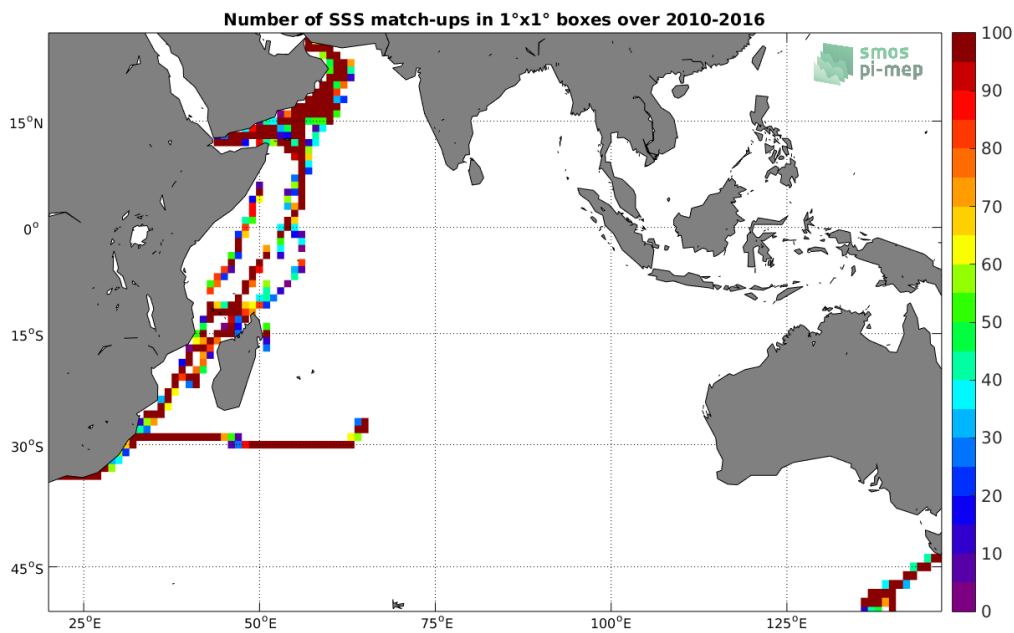 Number of SSS match-ups in 1°x1° boxes over 2010-2016
smos
pi-mep
100
90
80
70
60
50
40
30
20
10
0
15°N
0°
15°S
30°S
45°S
25°E
50°E
75°E
100°E
125°E